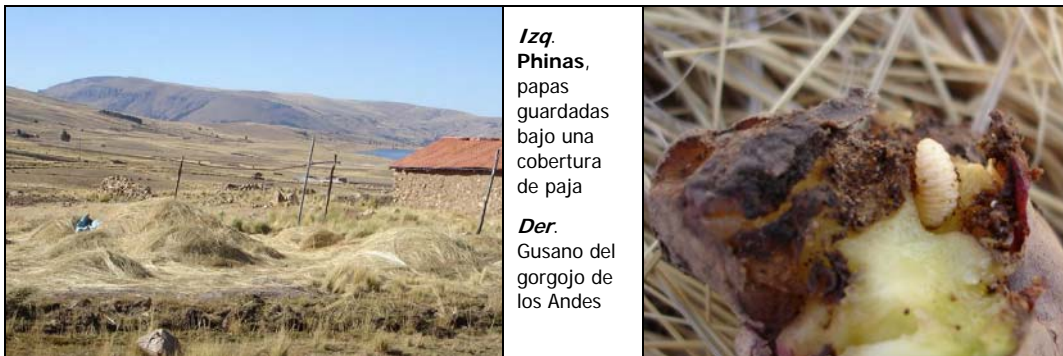 Izq.
Phinas,
papas
guardadas
bajo una
cobertura
de paja
Der.
Gusano del
gorgojo de
los Andes